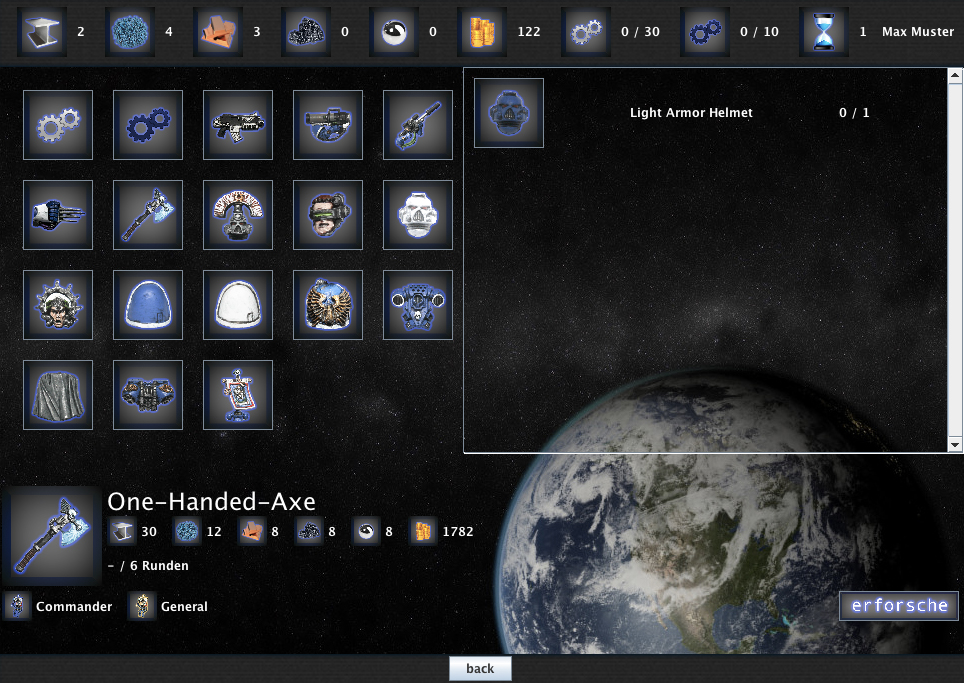 2 4 3 0 0 122 0 / 30 0 / 10 1 Max Muster
Light Armor Helmet 0 / 1
One-Handed-Axe
30 12 8 8 8 1782
- / 6 Runden
Commander General
erforsche
back